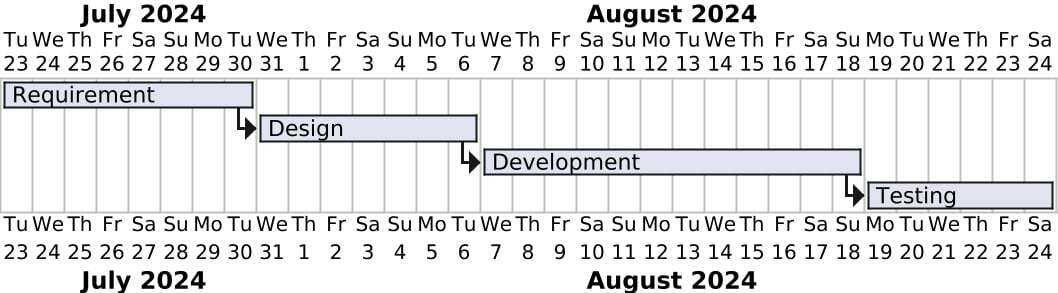 July 2024 August 2024
Tu We Th Fr Sa Su Mo Tu We Th Fr Sa Su Mo Tu We Th Fr Sa Su Mo Tu We Th Fr Sa Su Mo Tu We Th Fr Sa
23 24 25 26 27 28 29 30 31 1 2 3 4 5 6 7 8 9 10 11 12 13 14 15 16 17 18 19 20 21 22 23 24
Requirement
Design
Development
Testing
Tu We Th Fr Sa Su Mo Tu We Th Fr Sa Su Mo Tu We Th Fr Sa Su Mo Tu We Th Fr Sa Su Mo Tu We Th Fr Sa
23 24 25 26 27 28 29 30 31 1 2 3 4 5 6 7 8 9 10 11 12 13 14 15 16 17 18 19 20 21 22 23 24
July 2024 August 2024